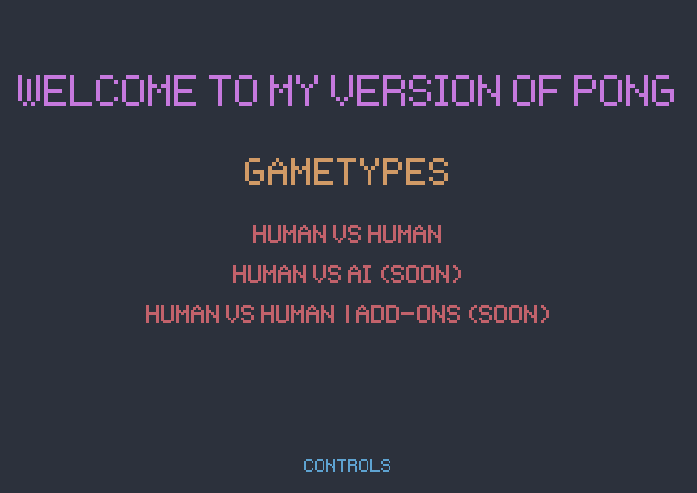 WELCOME TO MY VERSION OF PONG
GAMETYPES
HUMAN VS HUMAN
HUMAN VS AI (SOON)
HUMAN VS HUMAN | ADD-ONS (SOON)
CONTROLS